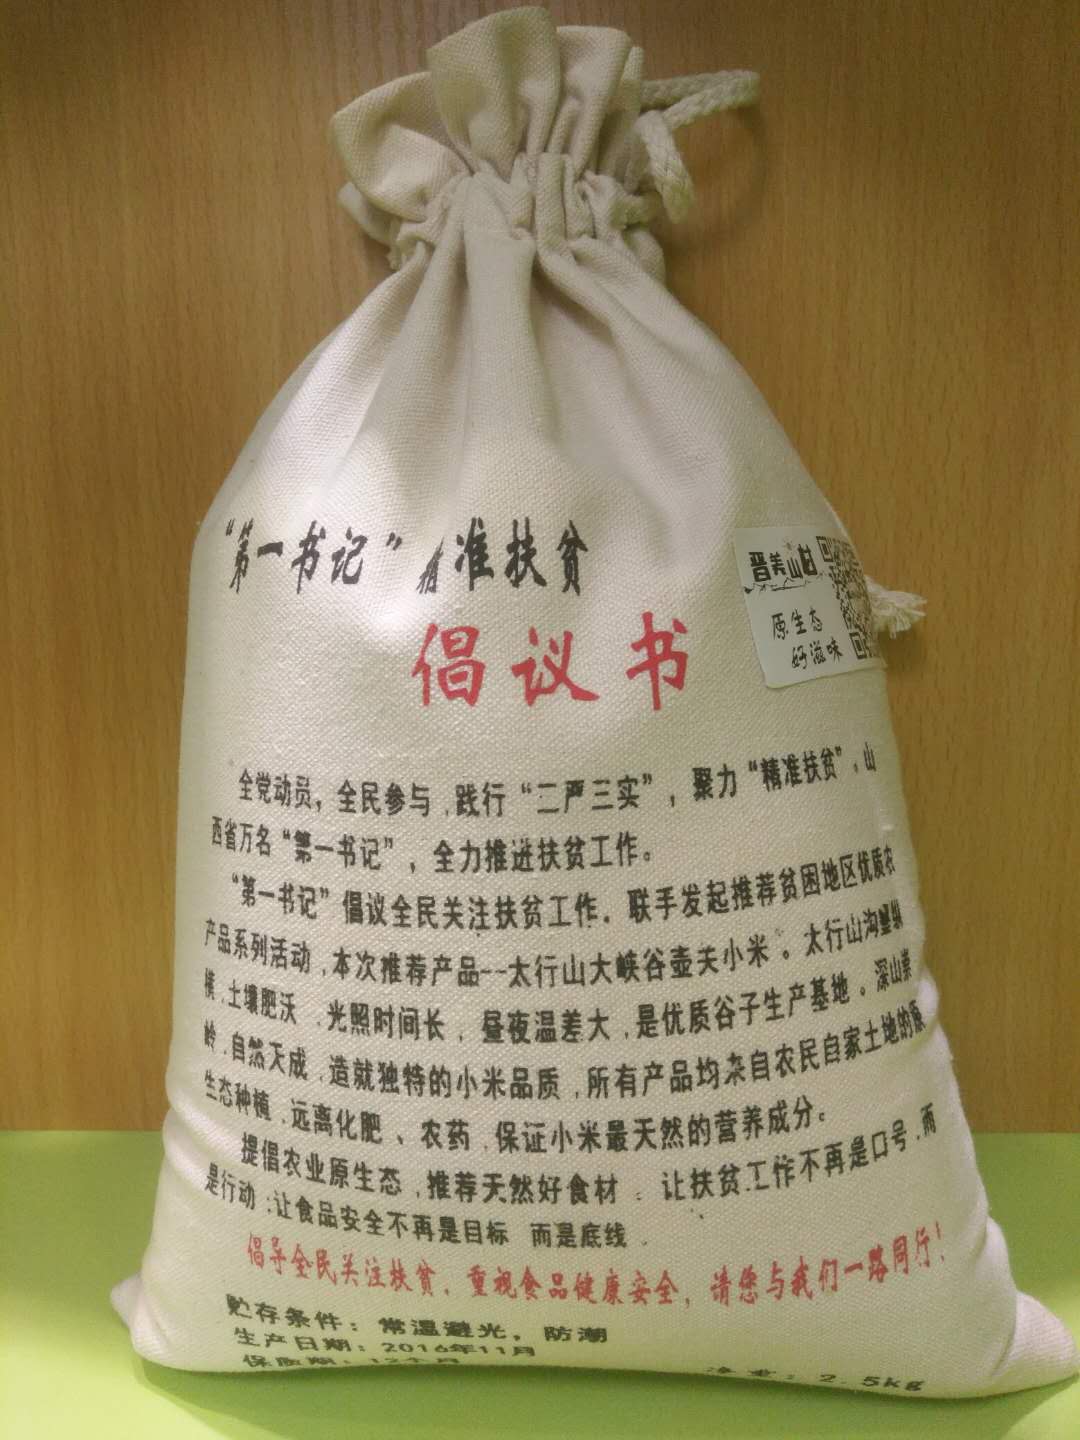 “第一书记”精准扶贫
倡议书
晋美山村
原生态
好滋味
全党动员，全民参与，践行“二严三实”，聚力“精准扶贫”。山
西省万名“第一书记”，全力推进扶贫工作。
“第一书记”倡议全民关注扶贫工作．联手发起推荐贫困地区优质农
产品系列活动，本次推荐产品--太行山大峡谷壶关小米。太行山沟壑纵
横，土壤肥沃，光照时间长，昼夜温差大，是优质谷子生产基地。深山寨
岭，自然天成，造就独特的小米品质，所有产品均来自农民自家土地的原
生态种植，远离化肥、农药，保证小米最天然的营养成分。
提倡农业原生态，推荐天然好食材。让扶贫工作不再是口号，而
是行动；让食品安全不再是目标 而是底线。
倡导全民关注扶贫，重视食品健康安全，请您与我们一路同行！
贮存条件：常温避光，防潮
生产日期：2016年11月
保质期：12个月
净重：2.5kg